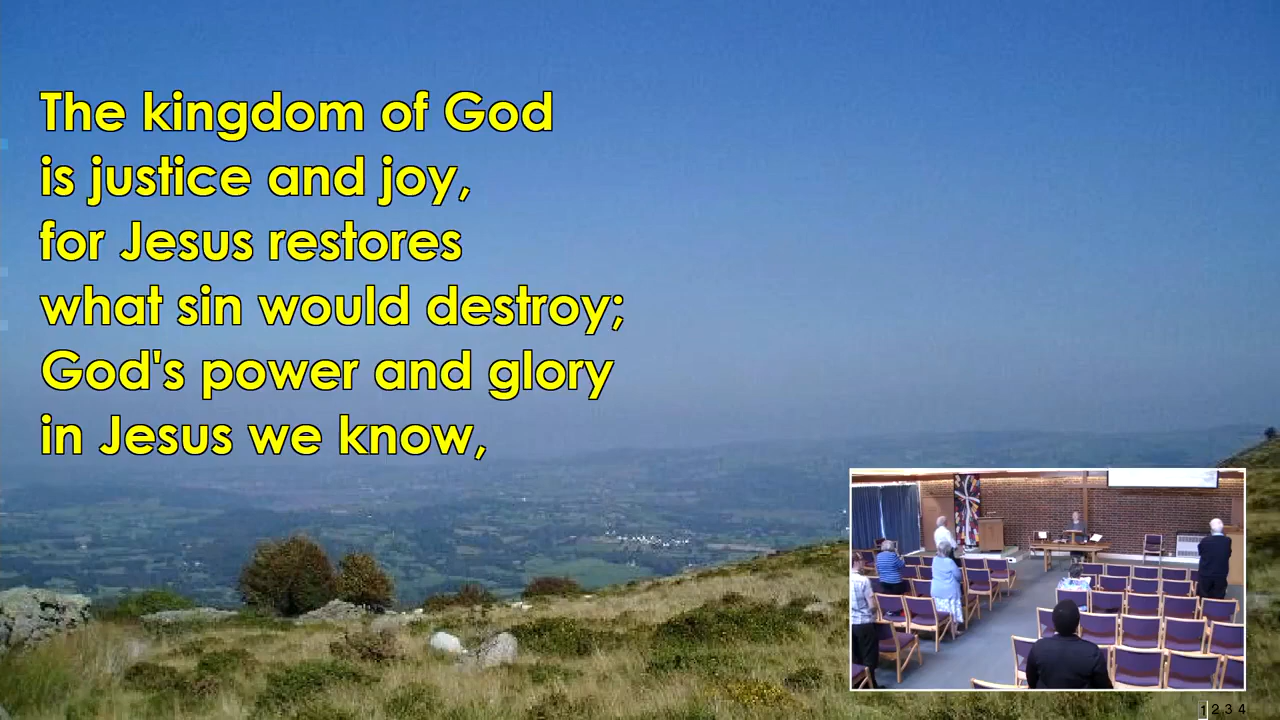 The kingdom of God
is justice and joy,
for Jesus restores
what sin would destroy;
God's power and glory
in Jesus we know,
1 2 3 4